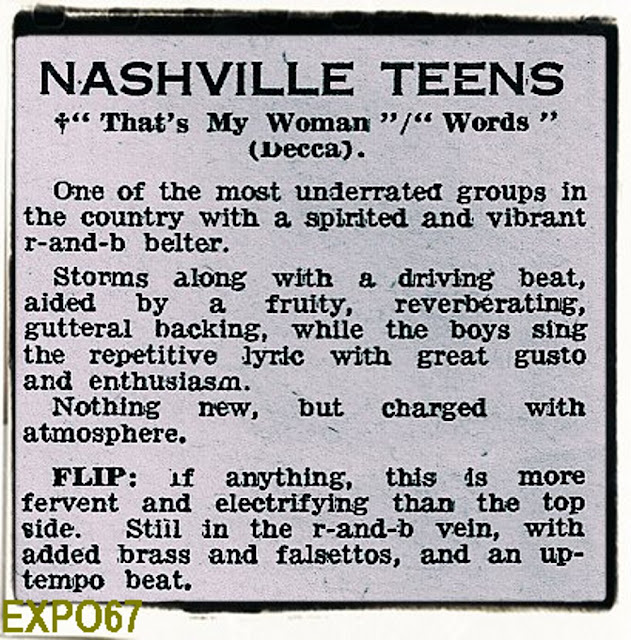 NASHVILLE TEENS
†“ That's My Woman ”/“ Words ”
(Decca).
One of the most underrated groups in
the country with a spirited and vibrant
r-and-b belter.
Storms along with a driving beat,
aided by a fruity, reverberating,
gutteral backing, while the boys sing
the repetitive lyric with great gusto
and enthusiasm.
Nothing new, but charged with
atmosphere.
FLIP: If anything, this is more
fervent and electrifying than the top
side. Still in the r-and-b vein, with
added brass and falsettos, and an up-
tempo beat.
EXPO67